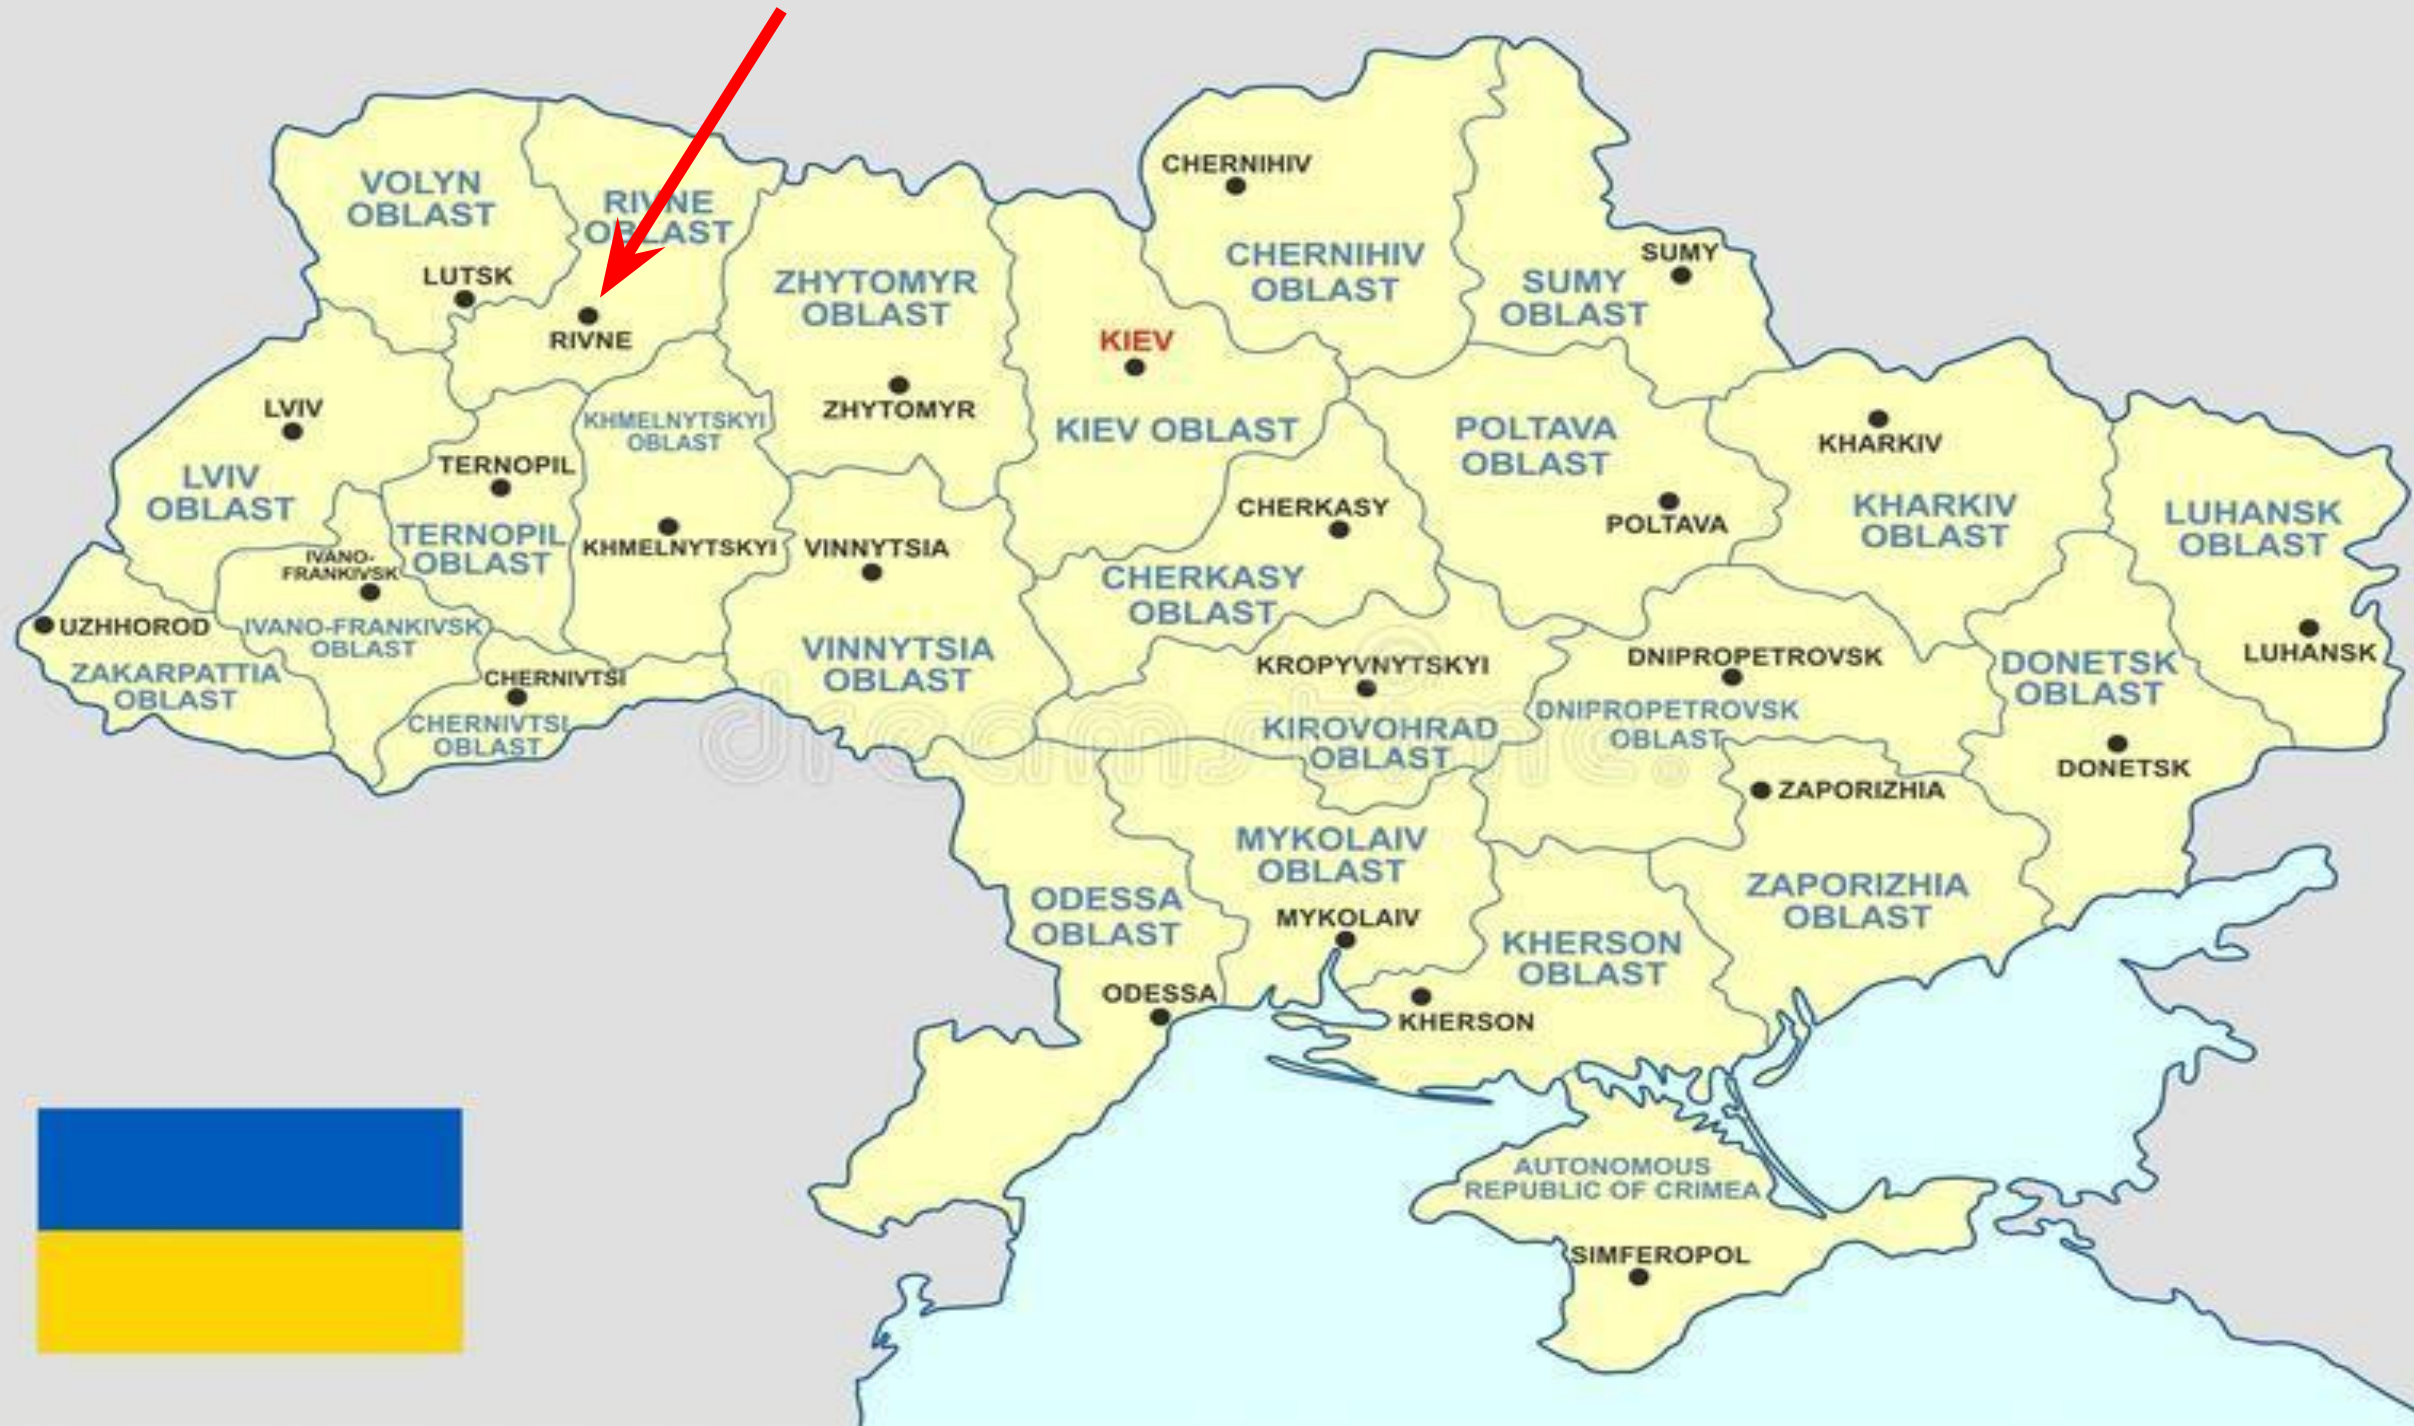 CHERNIHIV
VOLYN
OBLAST
RIVNE
OBLAST
CHERNIHIV
OBLAST
SUMY
LUTSK
ZHYTOMYR
OBLAST
SUMY
OBLAST
RIVNE
KIEV
ZHYTOMYR
LVIV
KHMELNYTSKYI
OBLAST
KIEV OBLAST
POLTAVA
OBLAST
KHARKIV
TERNOPIL
LVIV
OBLAST
CHERKASY
POLTAVA
KHARKIV
OBLAST
LUHANSK
OBLAST
TERNOPIL
OBLAST
KHMELNYTSKYI
VINNYTSIA
IVANO-
FRANKIVSK
CHERKASY
OBLAST
UZHHOROD
IVANO-FRANKIVSK
OBLAST
VINNYTSIA
OBLAST
KROPYVNYTSKYI
DNIPROPETROVSK
DONETSK
OBLAST
LUHANSK
ZAKARPATTIA
OBLAST
CHERNIVTSI
CHERNIVTSI
OBLAST
KIROVOHRAD
OBLAST
DNIPROPETROVSK
OBLAST
dreamstime
DONETSK
ZAPORIZHIA
MYKOLAIV
OBLAST
ODESSA
OBLAST
ZAPORIZHIA
OBLAST
MYKOLAIV
KHERSON
OBLAST
ODESSA
KHERSON
AUTONOMOUS
REPUBLIC OF CRIMEA
SIMFEROPOL